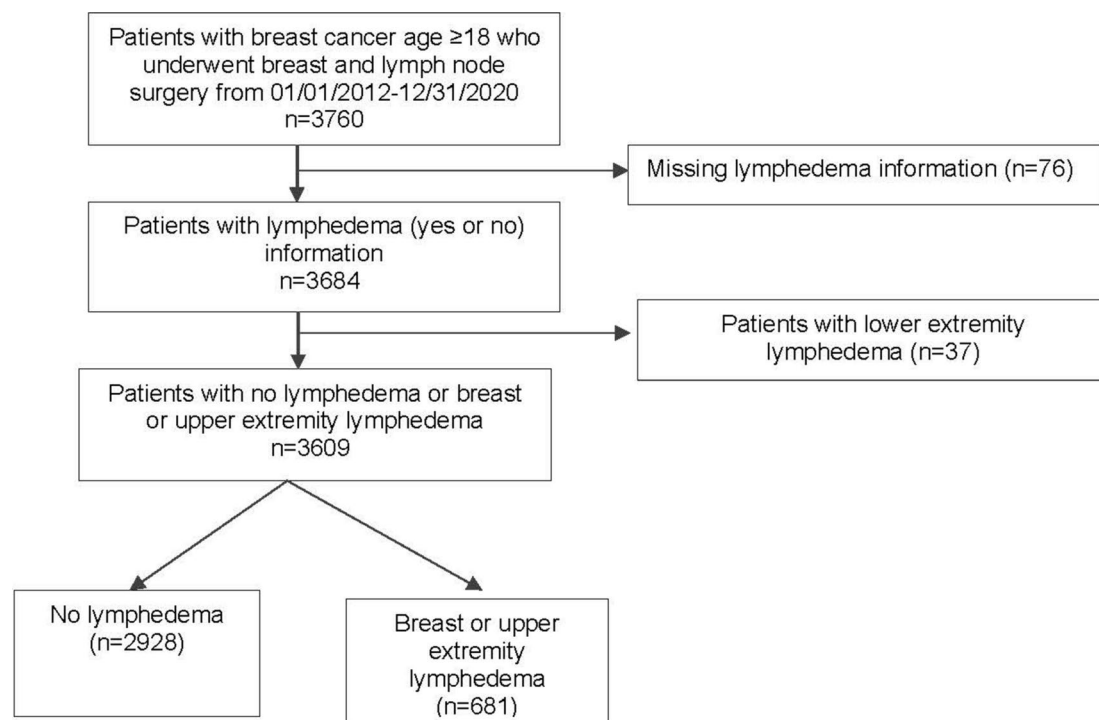 Patients with breast cancer age ≥18 who
underwent breast and lymph node
surgery from 01/01/2012-12/31/2020
n=3760
Missing lymphedema information (n=76)
Patients with lymphedema (yes or no)
information
n=3684
Patients with lower extremity
lymphedema (n=37)
Patients with no lymphedema or breast
or upper extremity lymphedema
n=3609
No lymphedema
(n=2928)
Breast or upper
extremity
lymphedema
(n=681)